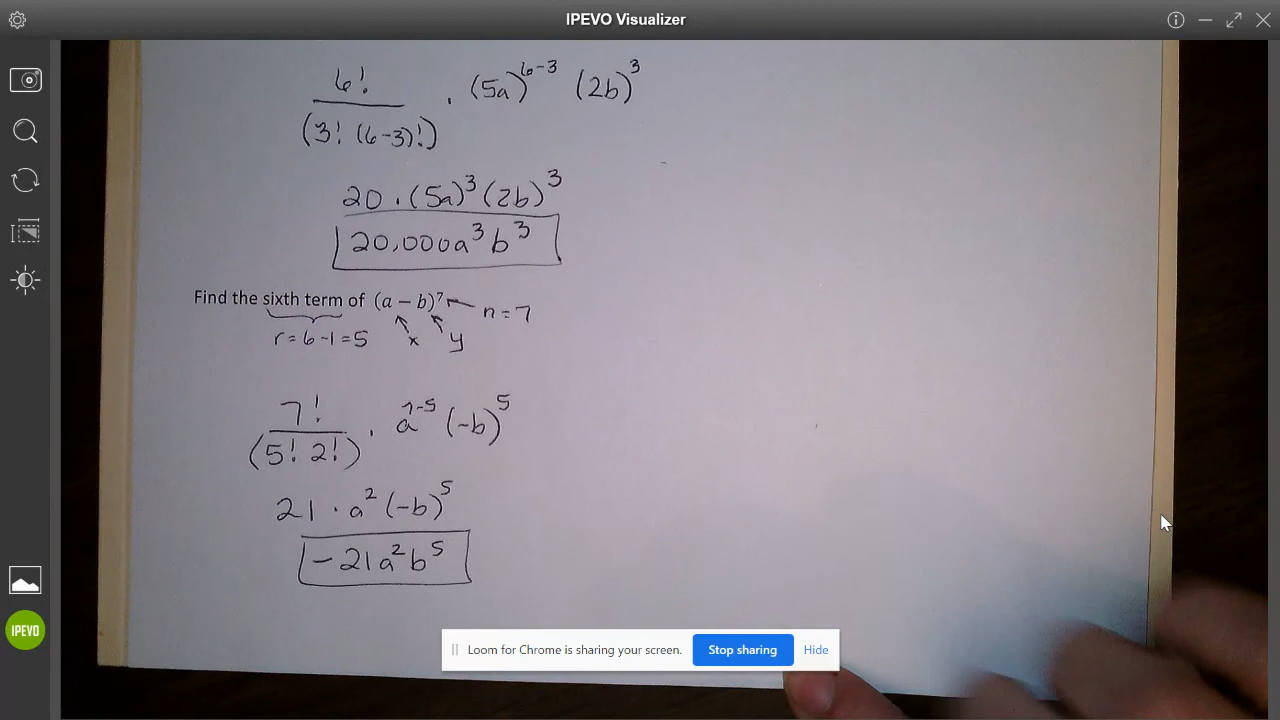 IPEVO Visualizer
6! / (3! (6-3)!) · (5a)^6-3 (2b)^3
20 · (5a)^3 (2b)^3
20,000a^3 b^3
Find the sixth term of (a − b)^7 ← n = 7
r = 6 - 1 = 5 x y
7! / (5! 2!) · a^7-5 (-b)^5
21 · a^2 (-b)^5
-21a^2 b^5
IPEVO
Loom for Chrome is sharing your screen. Stop sharing Hide